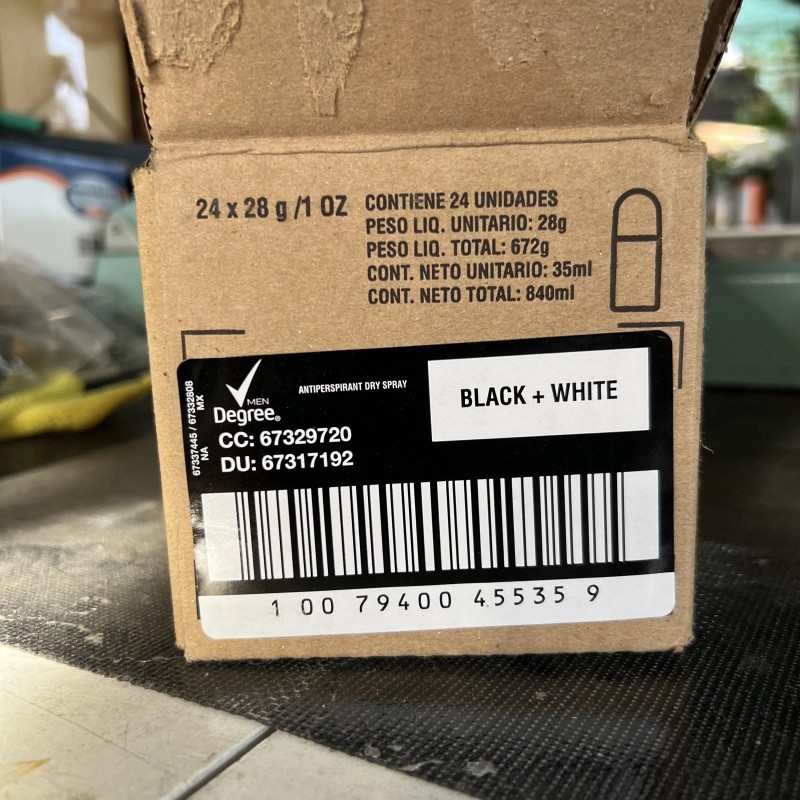 24 x 28 g /1 OZ
CONTIENE 24 UNIDADES
PESO LIQ. UNITARIO: 28g
PESO LIQ. TOTAL: 672g
CONT. NETO UNITARIO: 35ml
CONT. NETO TOTAL: 840ml
67337445 / 67332808
NA MX
MEN
Degree®
ANTIPERSPIRANT DRY SPRAY
BLACK + WHITE
CC: 67329720
DU: 67317192
1 00 79400 45535 9